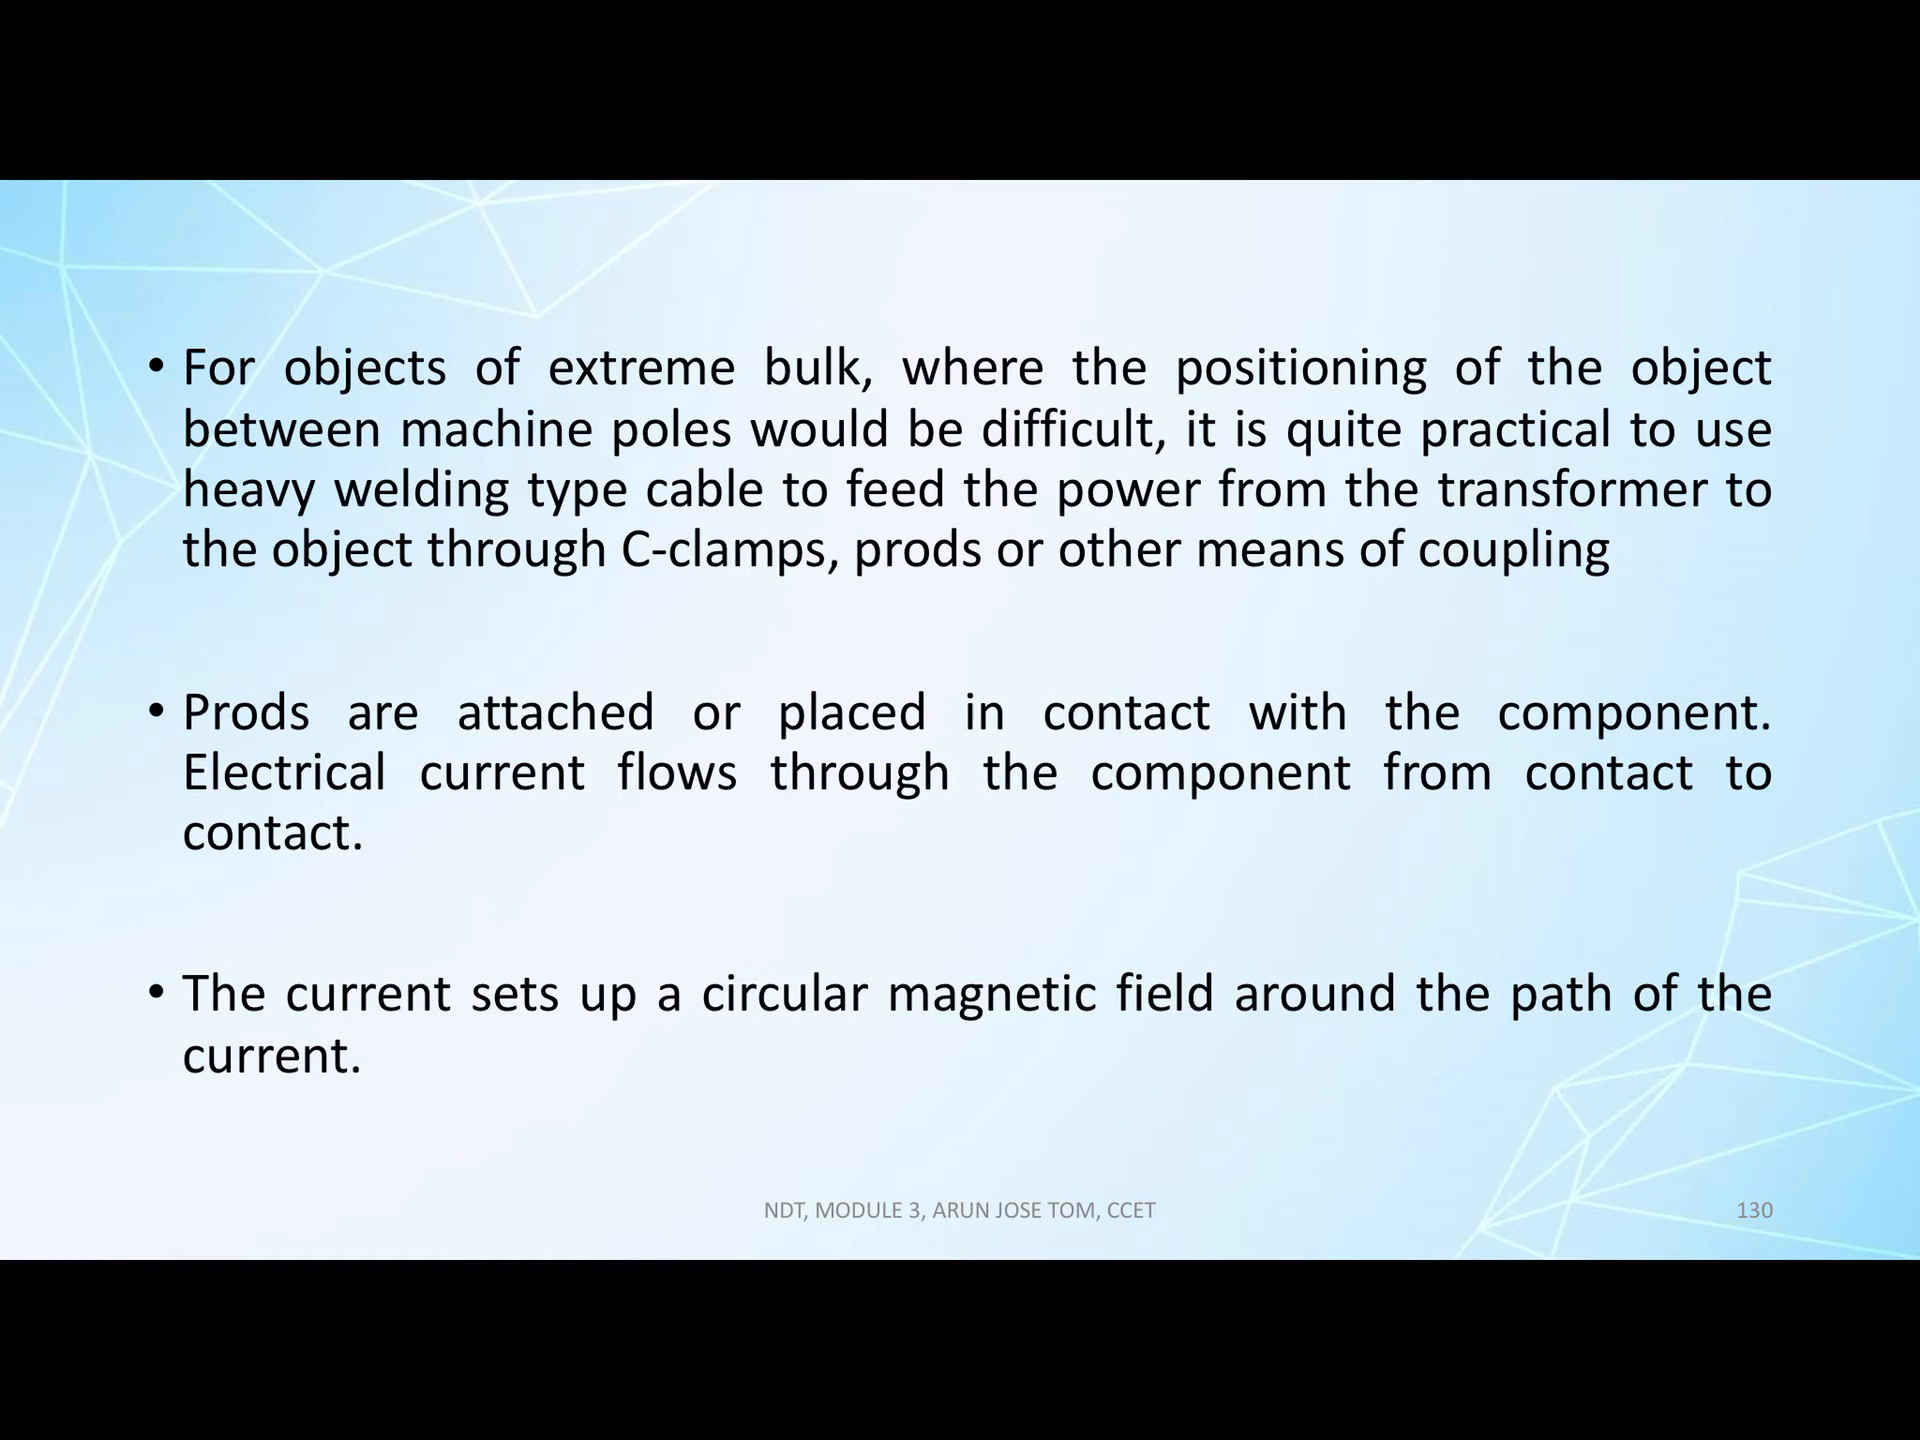 • For objects of extreme bulk, where the positioning of the object
between machine poles would be difficult, it is quite practical to use
heavy welding type cable to feed the power from the transformer to
the object through C-clamps, prods or other means of coupling
• Prods are attached or placed in contact with the component.
Electrical current flows through the component from contact to
contact.
• The current sets up a circular magnetic field around the path of the
current.
NDT, MODULE 3, ARUN JOSE TOM, CCET
130